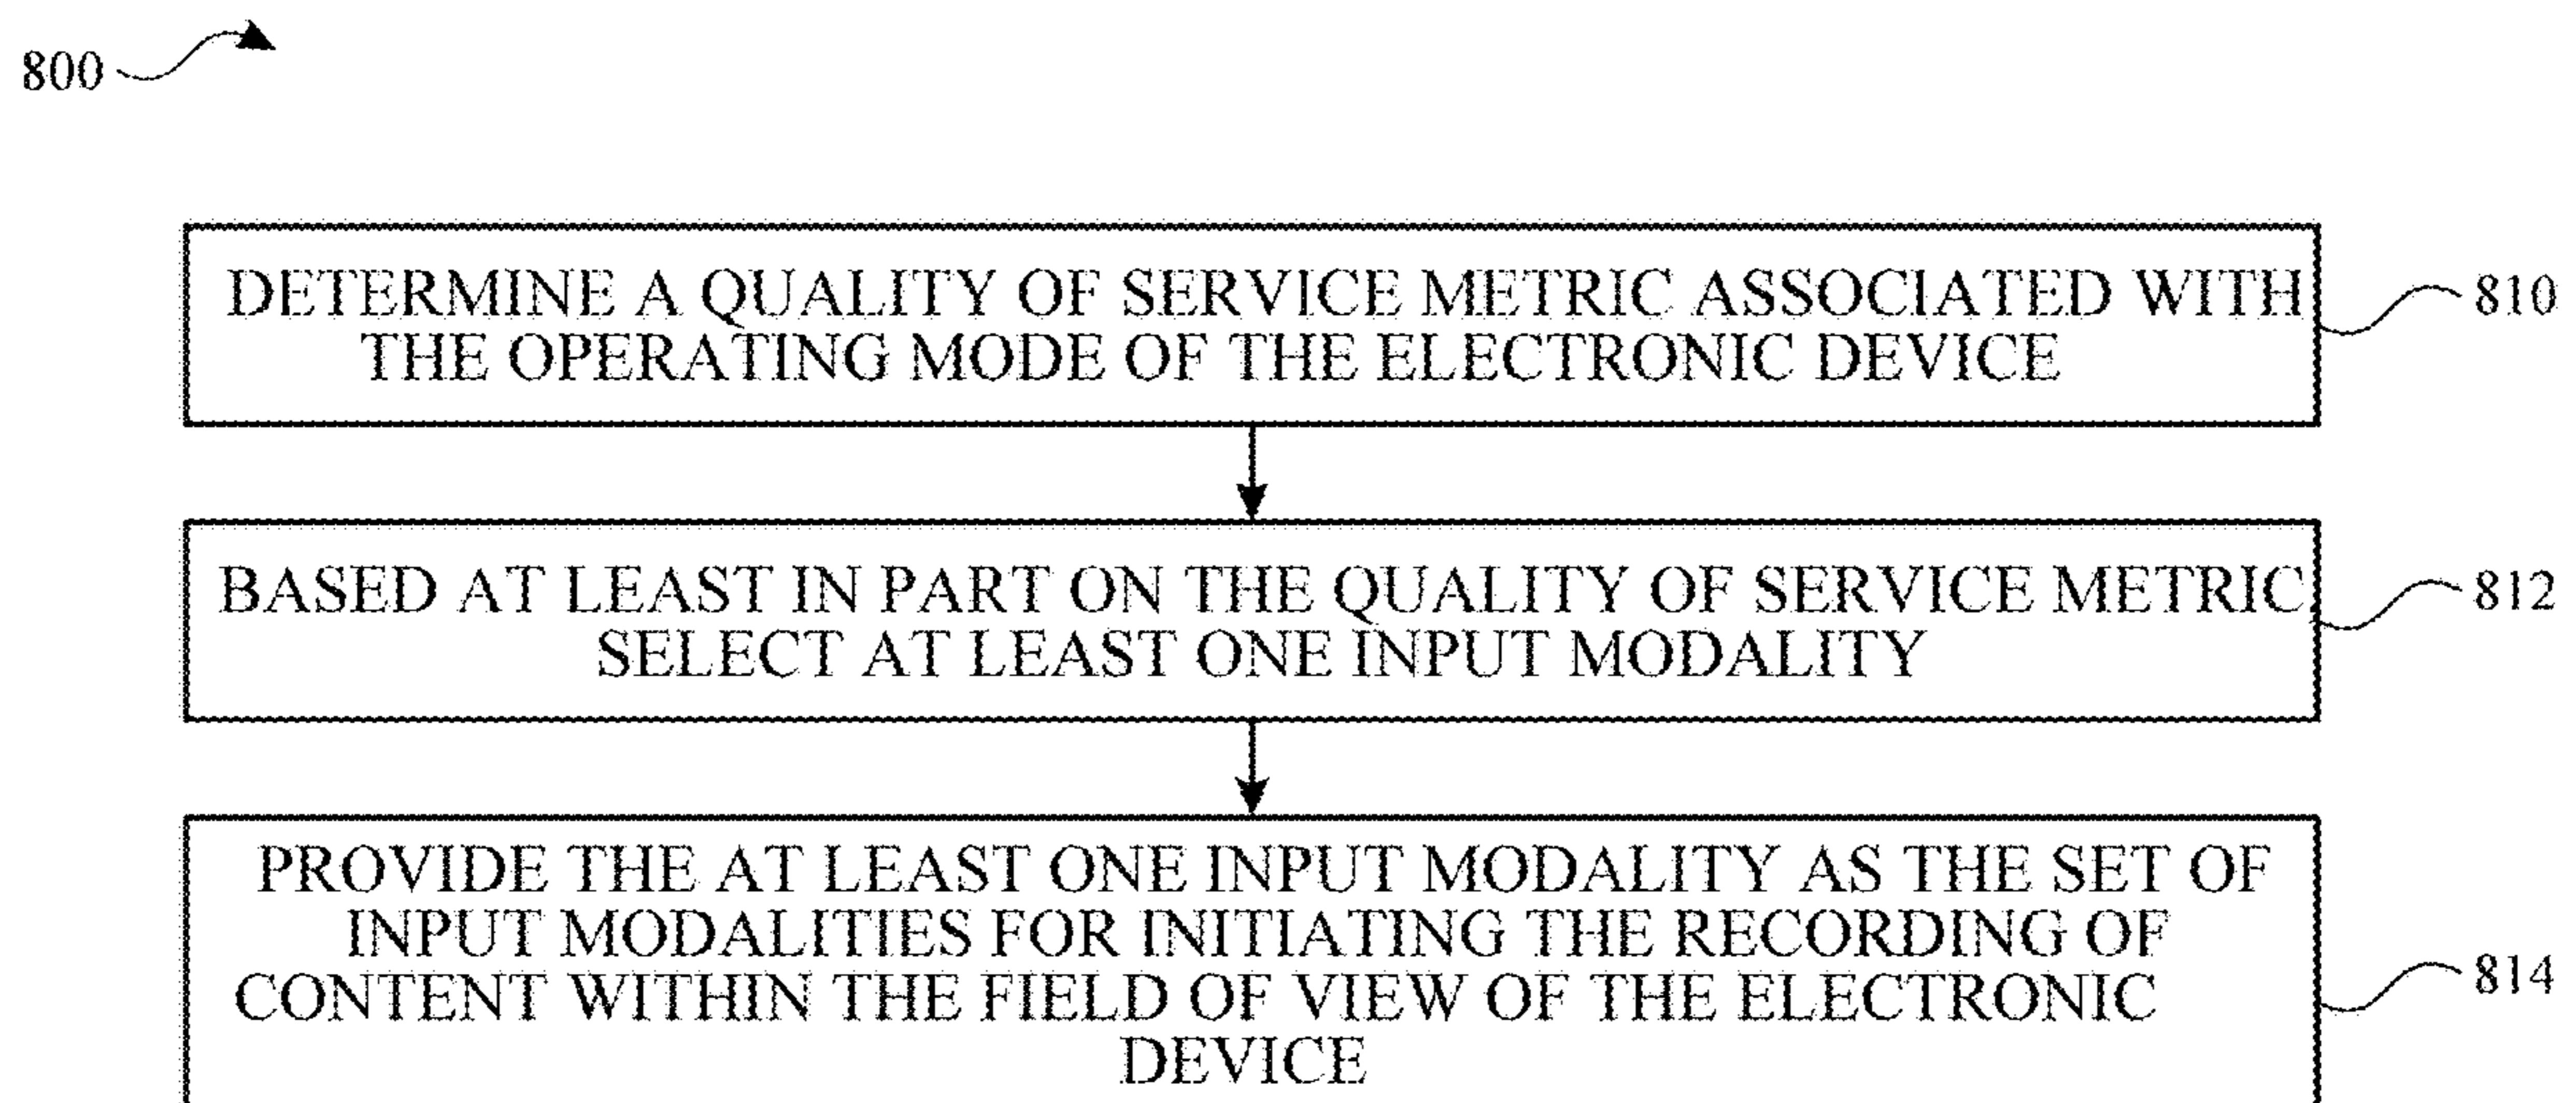 800
DETERMINE A QUALITY OF SERVICE METRIC ASSOCIATED WITH
THE OPERATING MODE OF THE ELECTRONIC DEVICE
810
BASED AT LEAST IN PART ON THE QUALITY OF SERVICE METRIC,
SELECT AT LEAST ONE INPUT MODALITY
812
PROVIDE THE AT LEAST ONE INPUT MODALITY AS THE SET OF
INPUT MODALITIES FOR INITIATING THE RECORDING OF
CONTENT WITHIN THE FIELD OF VIEW OF THE ELECTRONIC
DEVICE
814